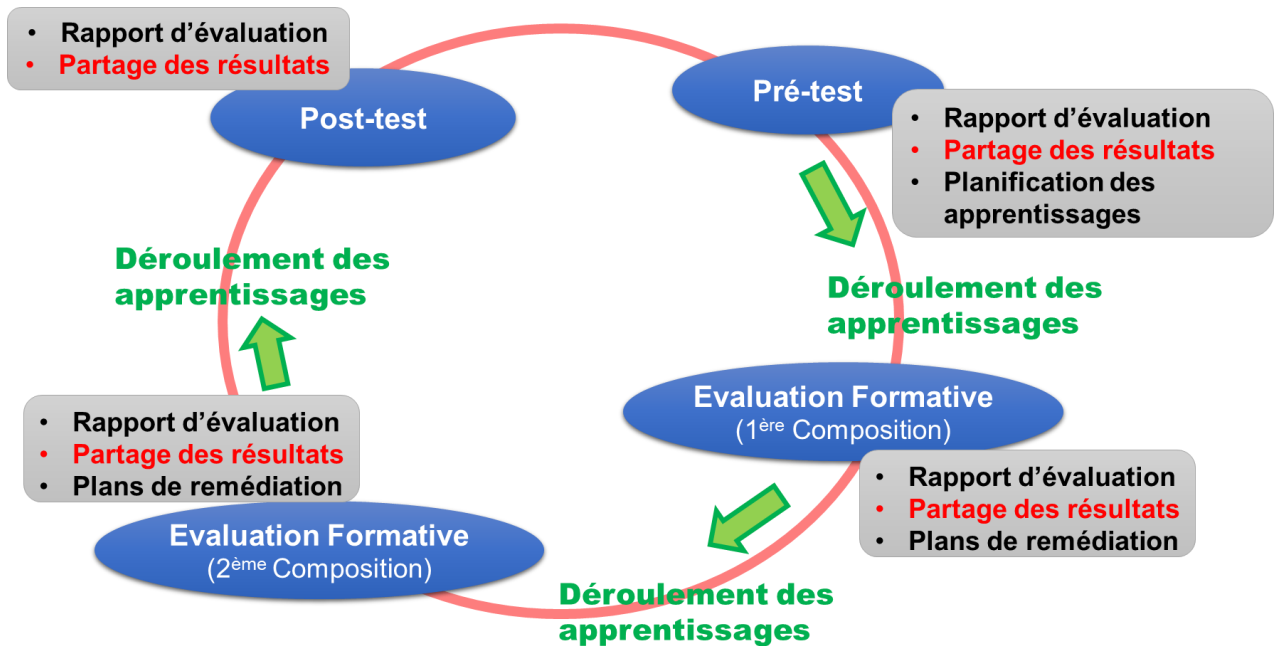 • Rapport d’évaluation
• Partage des résultats
Post-test
Pré-test
• Rapport d’évaluation
• Partage des résultats
• Planification des
apprentissages
Déroulement des
apprentissages
Déroulement des
apprentissages
Evaluation Formative
(1ère Composition)
• Rapport d’évaluation
• Partage des résultats
• Plans de remédiation
• Rapport d’évaluation
• Partage des résultats
• Plans de remédiation
Evaluation Formative
(2ème Composition)
Déroulement des
apprentissages